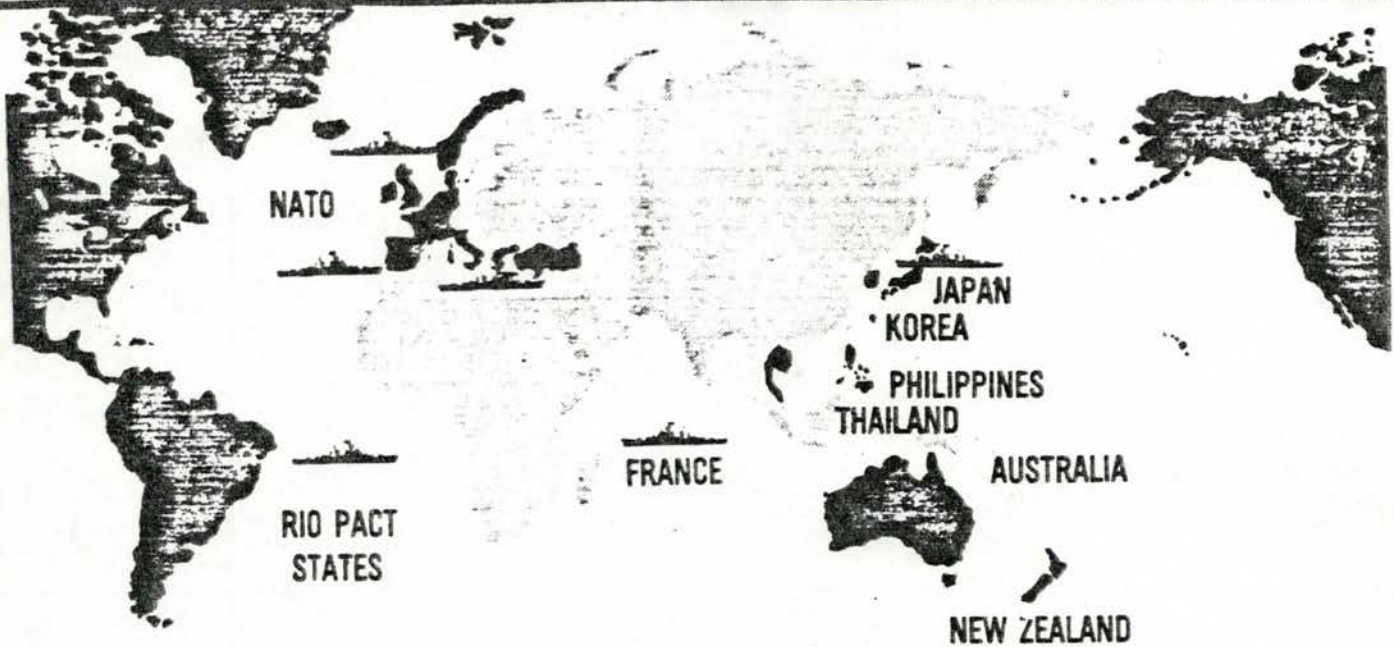 NATO
JAPAN
KOREA
PHILIPPINES
THAILAND
FRANCE
AUSTRALIA
RIO PACT
STATES
NEW ZEALAND